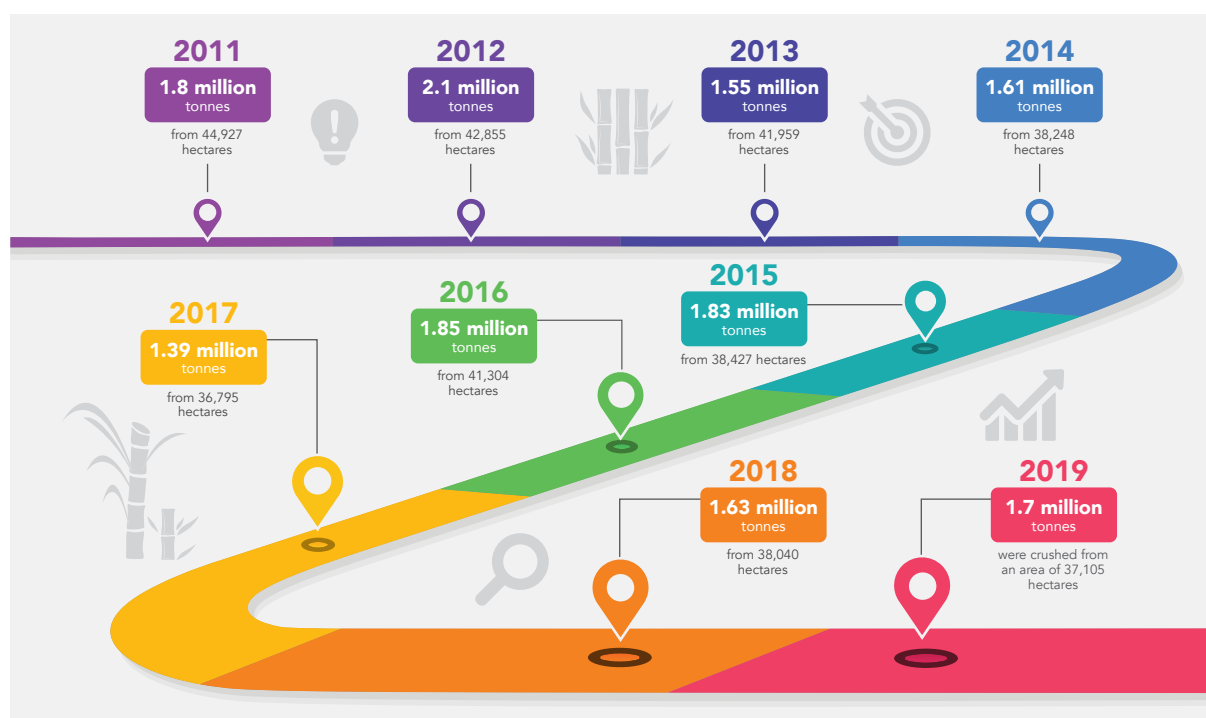 2011
1.8 million
tonnes
from 44,927
hectares
2012
2.1 million
tonnes
from 42,855
hectares
2013
1.55 million
tonnes
from 41,959
hectares
2014
1.61 million
tonnes
from 38,248
hectares
2015
1.83 million
tonnes
from 38,427 hectares
2016
1.85 million
tonnes
from 41,304
hectares
2017
1.39 million
tonnes
from 36,795
hectares
2018
1.63 million
tonnes
from 38,040
hectares
2019
1.7 million
tonnes
were crushed from
an area of 37,105
hectares